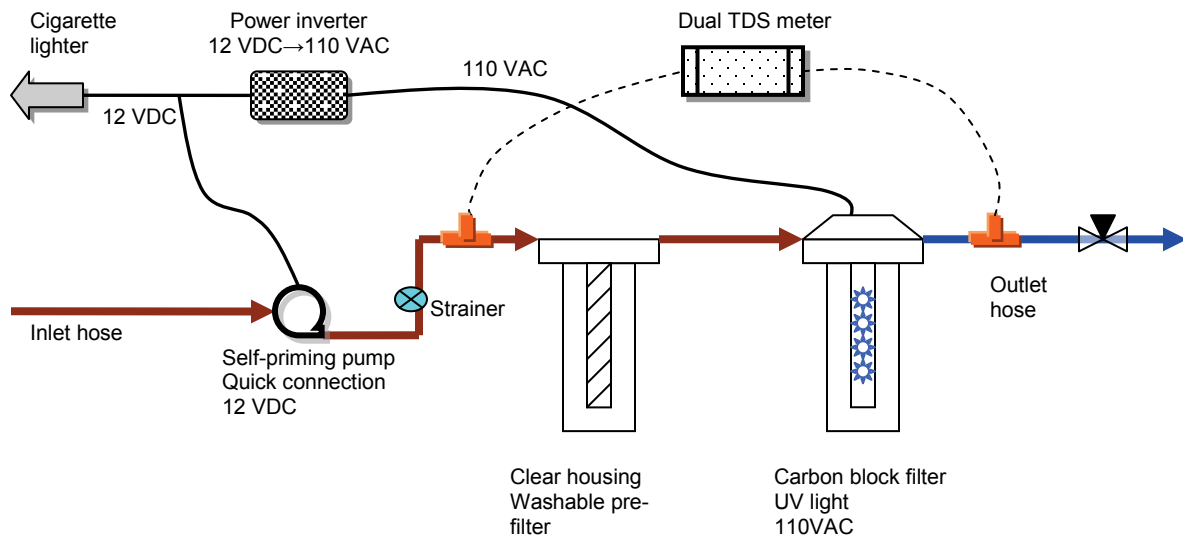 Cigarette
lighter
Power inverter
12 VDC→110 VAC
Dual TDS meter
110 VAC
12 VDC
Strainer
Inlet hose
Outlet
hose
Self-priming pump
Quick connection
12 VDC
Clear housing
Washable pre-
filter
Carbon block filter
UV light
110VAC